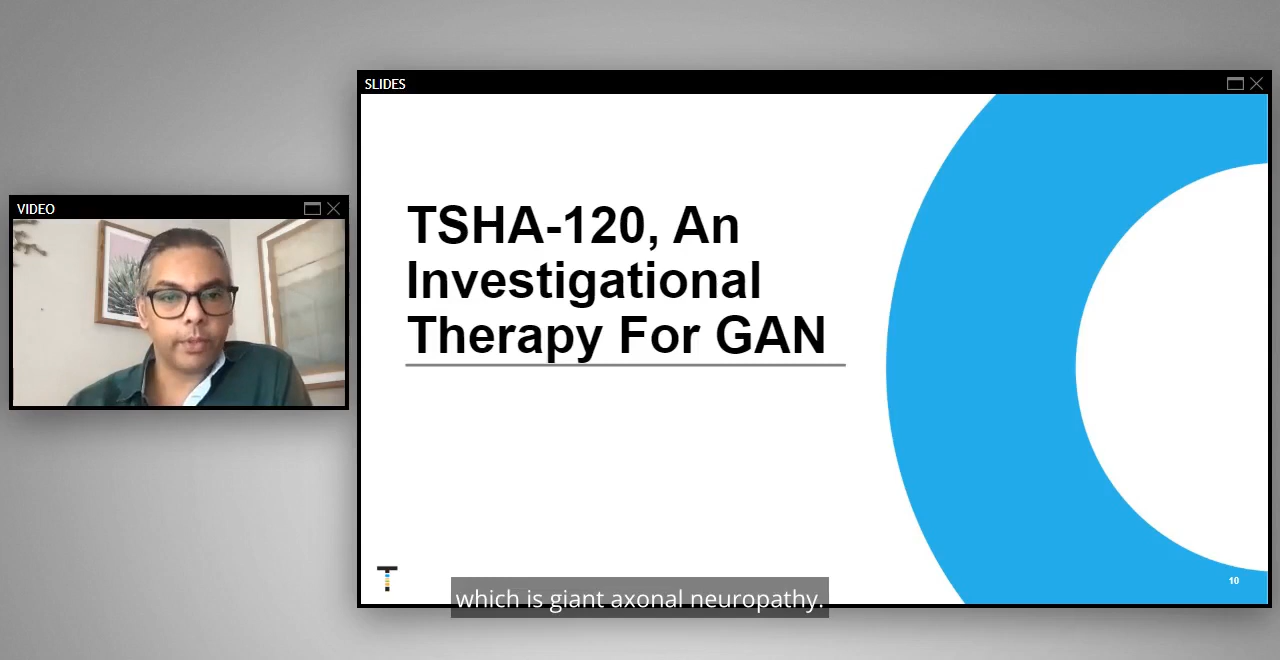 SLIDES
VIDEO
TSHA-120, An
Investigational
Therapy For GAN
10
which is giant axonal neuropathy.